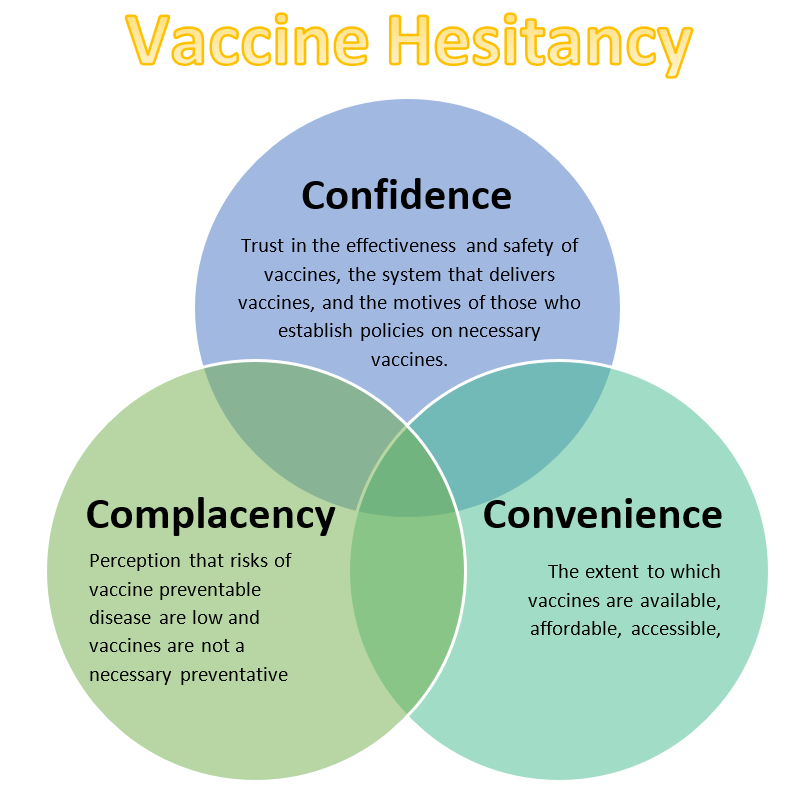 Vaccine Hesitancy
Confidence
Trust in the effectiveness and safety of
vaccines, the system that delivers
vaccines, and the motives of those who
establish policies on necessary
vaccines.
Complacency
Perception that risks of
vaccine preventable
disease are low and
vaccines are not a
necessary preventative
Convenience
The extent to which
vaccines are available,
affordable, accessible,